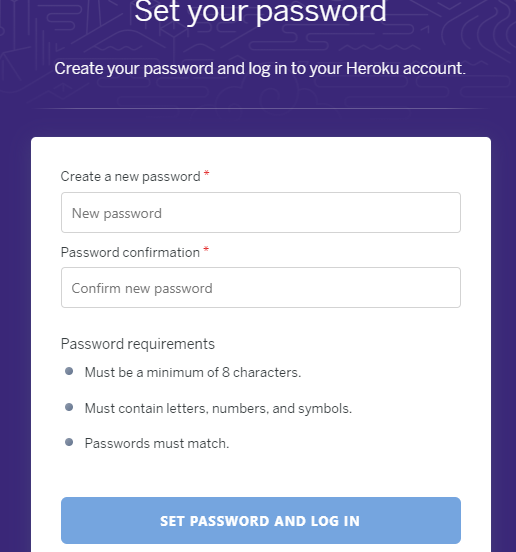 Set your password
Create your password and log in to your Heroku account.
Create a new password *
New password
Password confirmation *
Confirm new password
Password requirements
Must be a minimum of 8 characters.
Must contain letters, numbers, and symbols.
Passwords must match.
SET PASSWORD AND LOG IN